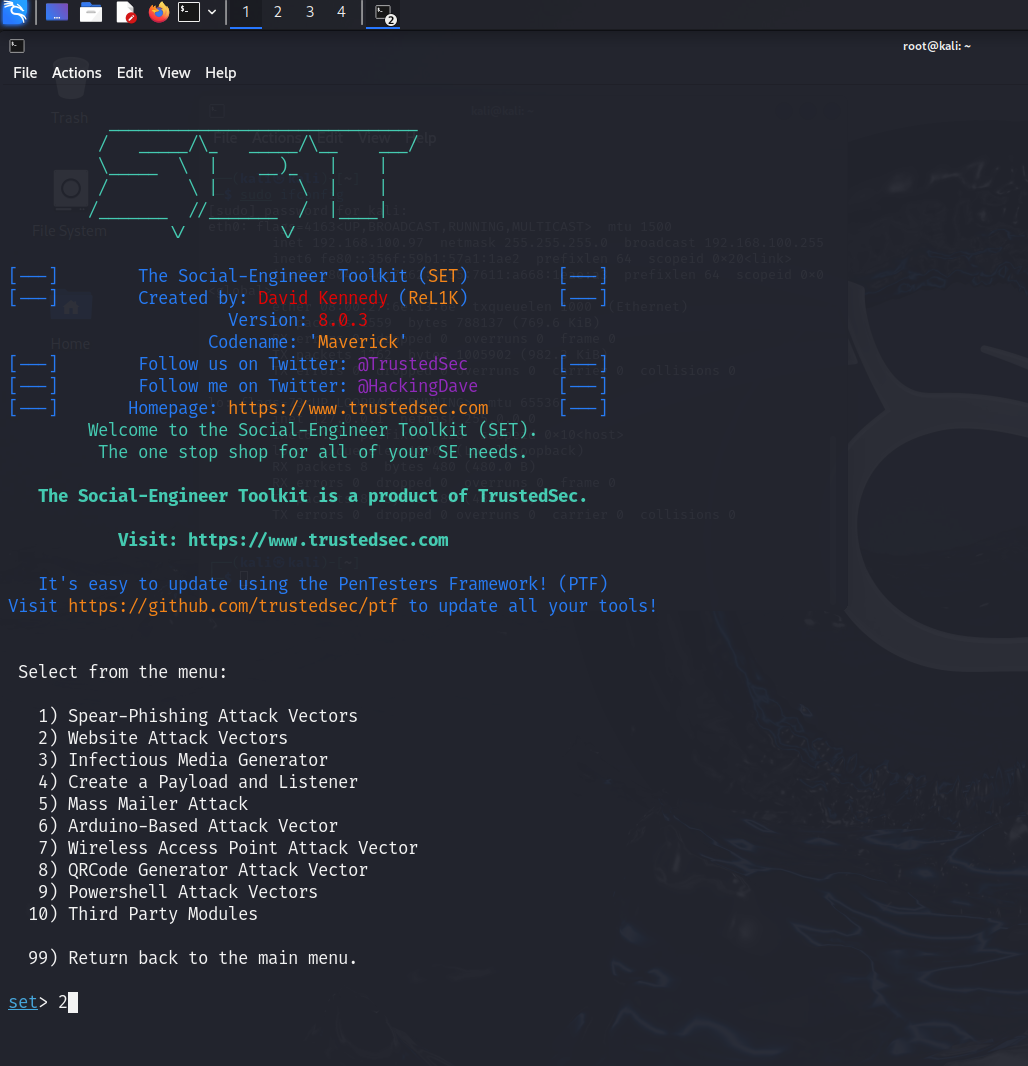 1 2 3 4 2
root@kali: ~
File Actions Edit View Help
Trash
File System
Home
[---] The Social-Engineer Toolkit (SET) [---]
[---] Created by: David Kennedy (ReL1K) [---]
Version: 8.0.3
Codename: 'Maverick'
[---] Follow us on Twitter: @TrustedSec [---]
[---] Follow me on Twitter: @HackingDave [---]
[---] Homepage: https://www.trustedsec.com [---]
Welcome to the Social-Engineer Toolkit (SET).
The one stop shop for all of your SE needs.
The Social-Engineer Toolkit is a product of TrustedSec.
Visit: https://www.trustedsec.com
It's easy to update using the PenTesters Framework! (PTF)
Visit https://github.com/trustedsec/ptf to update all your tools!
Select from the menu:
1) Spear-Phishing Attack Vectors
2) Website Attack Vectors
3) Infectious Media Generator
4) Create a Payload and Listener
5) Mass Mailer Attack
6) Arduino-Based Attack Vector
7) Wireless Access Point Attack Vector
8) QRCode Generator Attack Vector
9) Powershell Attack Vectors
10) Third Party Modules
99) Return back to the main menu.
set> 2